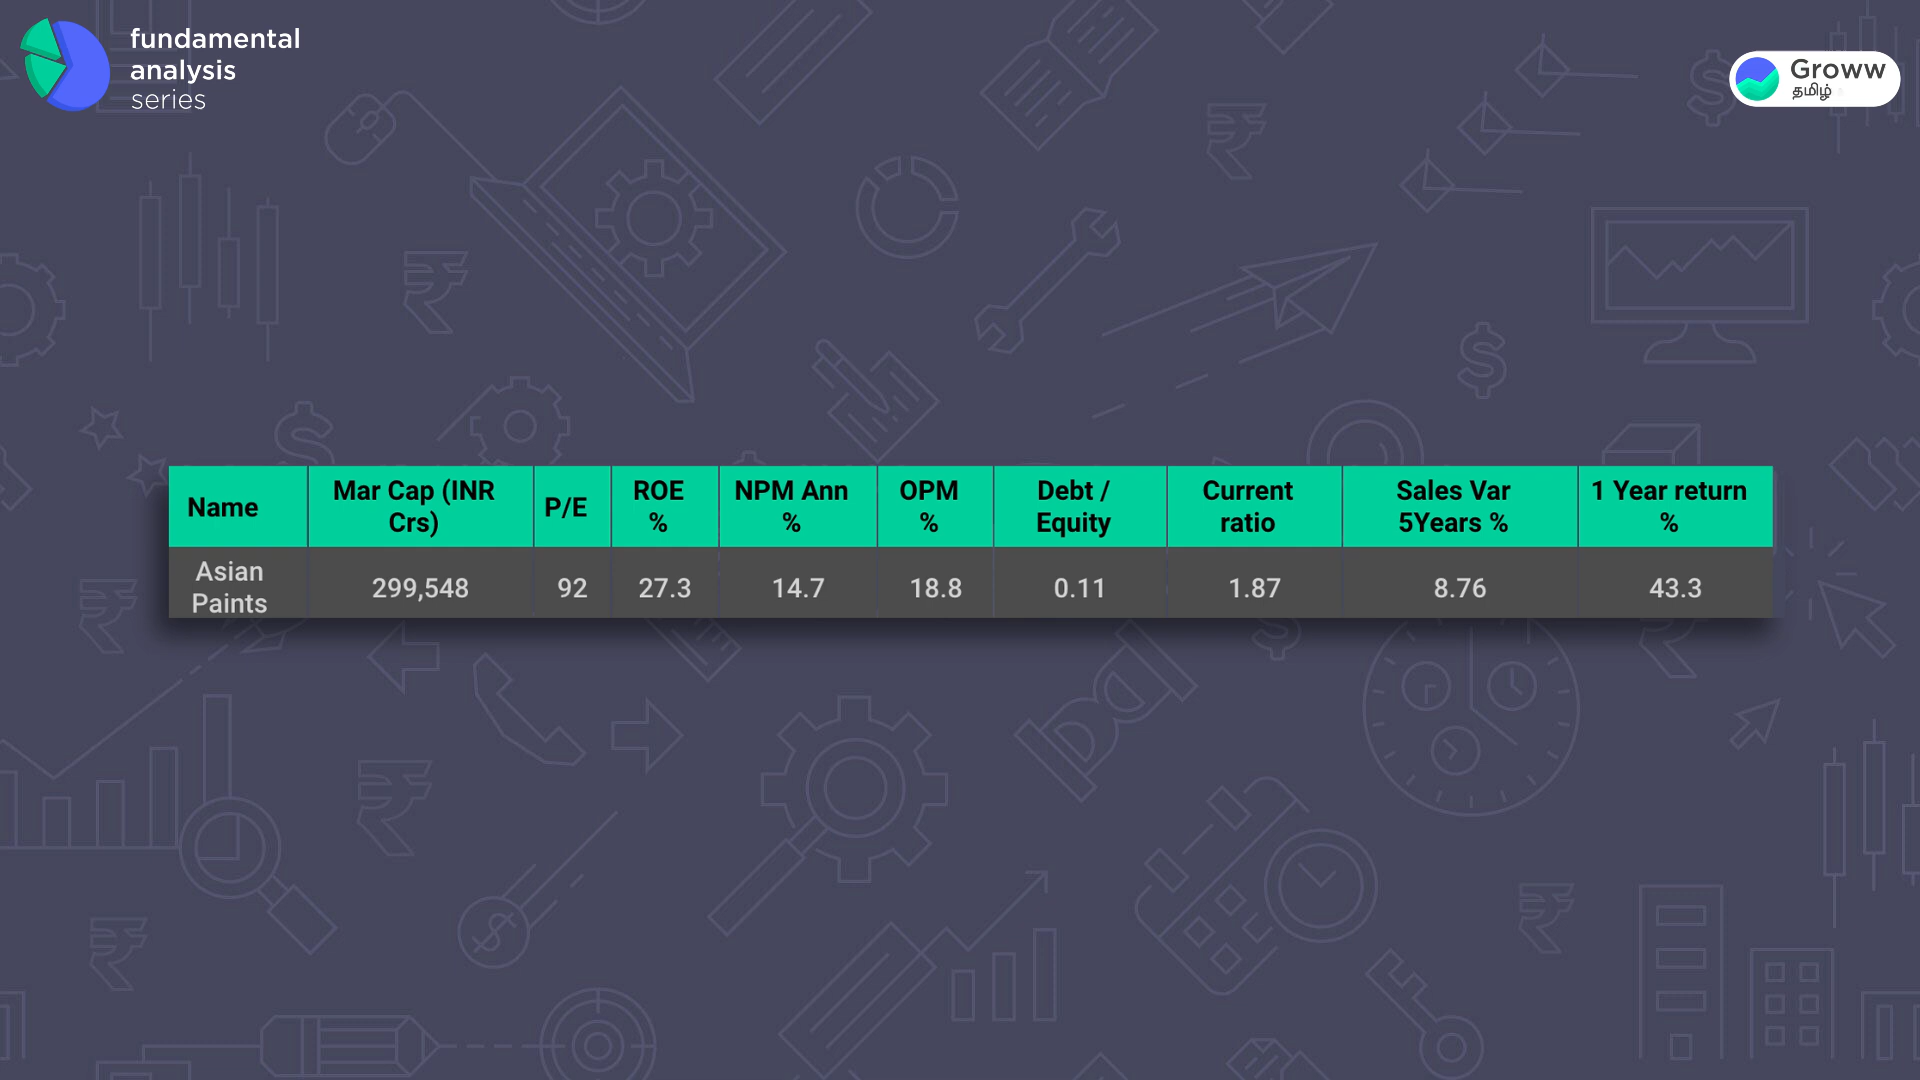 fundamental
analysis
series
Groww
தமிழ்
Name
Mar Cap (INR
Crs)
P/E
ROE
%
NPM Ann
%
OPM
%
Debt /
Equity
Current
ratio
Sales Var
5Years %
1 Year return
%
Asian
Paints
299,548
92
27.3
14.7
18.8
0.11
1.87
8.76
43.3